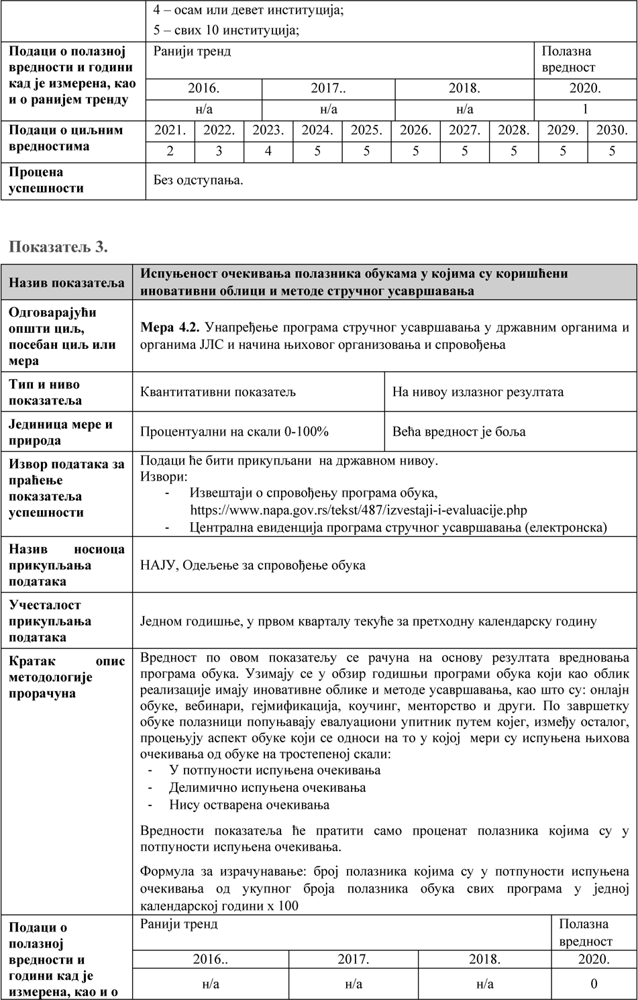 4 – осам или девет институција;
5 – свих 10 институција;
Подаци о полазној
вредности и години
кад је измерена, као
и о ранијем тренду
Ранији тренд
Полазна
вредност
2016. 2017.. 2018. 2020.
н/а н/а н/а 1
Подаци о циљним
вредностима
2021. 2022. 2023. 2024. 2025. 2026. 2027. 2028. 2029. 2030.
2 3 4 5 5 5 5 5 5 5
Процена
успешности
Без одступања.
Показатељ 3.
Назив показатеља
Испуњеност очекивања полазника обукама у којима су коришћени
иновативни облици и методе стручног усавршавања
Одговарајући
општи циљ,
посебан циљ или
мера
Мера 4.2. Унапређење програма стручног усавршавања у државним органима и
органима ЈЛС и начина њиховог организовања и спровођења
Тип и ниво
показатеља
Квантитативни показатељ
На нивоу излазног резултата
Јединица мере и
природа
Процентуални на скали 0-100%
Већа вредност је боља
Извор података за
праћење
показатеља
успешности
Подаци ће бити прикупљани на државном нивоу.
Извори:
- Извештаји о спровођењу програма обука,
https://www.napa.gov.rs/tekst/487/izvestaji-i-evaluacije.php
- Централна евиденција програма стручног усавршавања (електронска)
Назив носиоца
прикупљања
података
НАЈУ, Одељење за спровођење обука
Учесталост
прикупљања
података
Једном годишње, у првом кварталу текуће за претходну календарску годину
Кратак опис
методологије
прорачуна
Вредност по овом показатељу се рачуна на основу резултата вредновања
програма обука. Узимају се у обзир годишњи програми обука који као облик
реализације имају иновативне облике и методе усавршавања, као што су: онлајн
обуке, вебинари, гејмификација, коучинг, менторство и други. По завршетку
обуке полазници попуњавају евалуациони упитник путем којег, између осталог,
процењују аспект обуке који се односи на то у којој мери су испуњена њихова
очекивања од обуке на тростепеној скали:
- У потпуности испуњена очекивања
- Делимично испуњена очекивања
- Нису остварена очекивања
Вредности показатеља ће пратити само проценат полазника којима су у
потпуности испуњена очекивања.
Формула за израчунавање: број полазника којима су у потпуности испуњена
очекивања од укупног броја полазника обука свих програма у једној
календарској години x 100
Подаци о
полазној
вредности и
години кад је
измерена, као и о
Ранији тренд
Полазна
вредност
2016.. 2017. 2018. 2020.
н/а н/а н/а 0